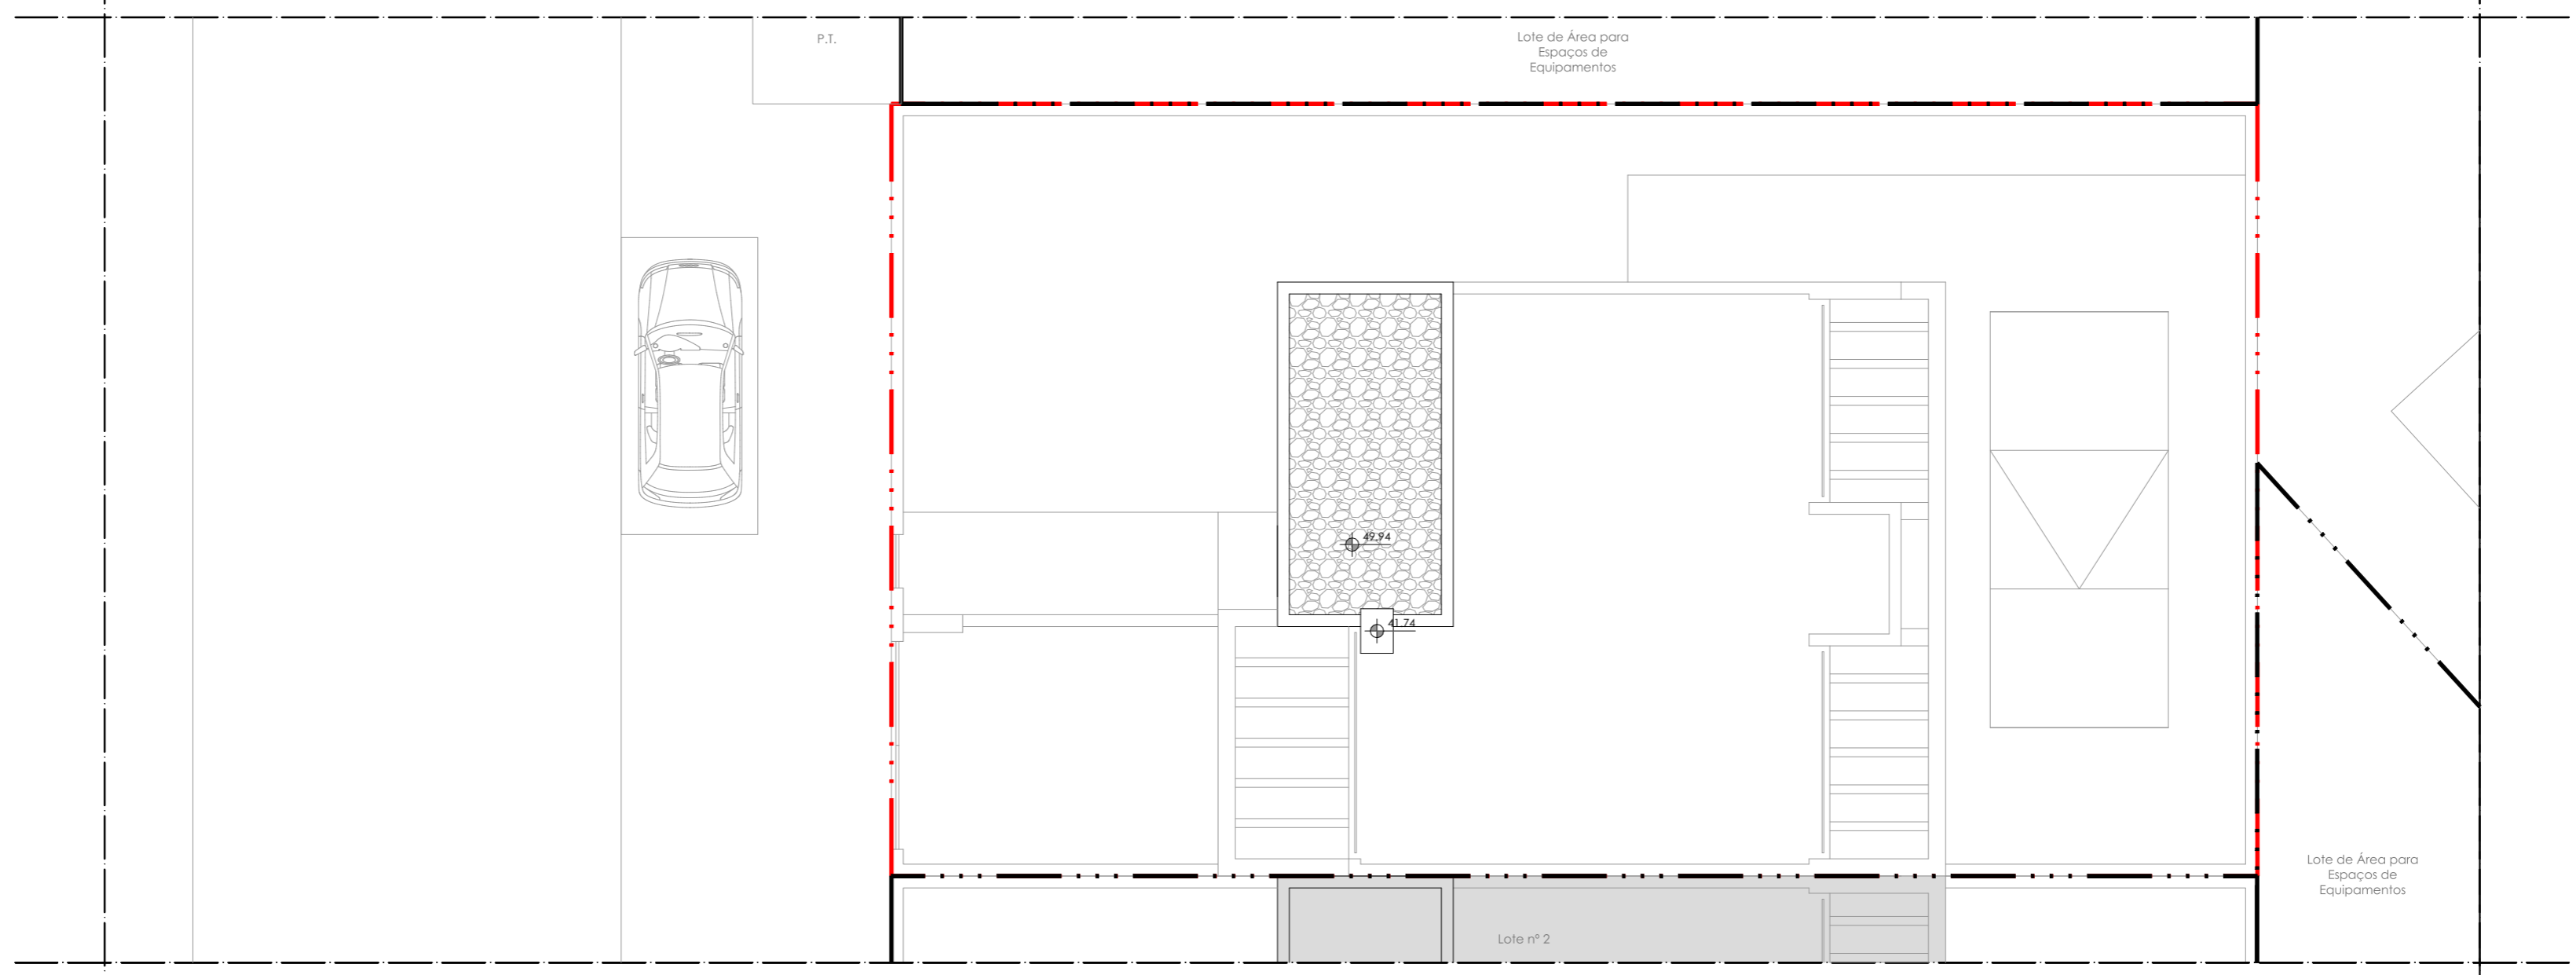 P.T.
Lote de Área para
Espaços de
Equipamentos
49.94
41.74
Lote de Área para
Espaços de
Equipamentos
Lote nº 2